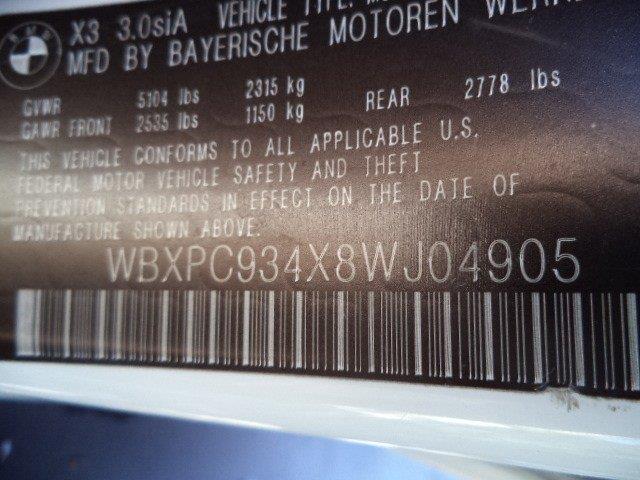 BMW
X3 3.0siA VEHICLE TYPE:
MFD BY BAYERISCHE MOTOREN
GVWR 5104 lbs 2315 kg
GAWR FRONT 2535 lbs 1150 kg REAR 2778 lbs
THIS VEHICLE CONFORMS TO ALL APPLICABLE U.S.
FEDERAL MOTOR VEHICLE SAFETY AND THEFT
PREVENTION STANDARDS IN EFFECT ON THE DATE OF
MANUFACTURE SHOWN ABOVE:
WBXPC934X8WJ04905